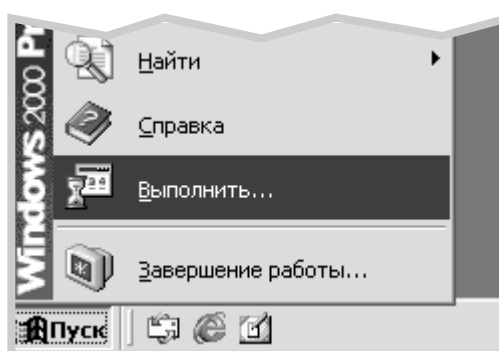 Windows 2000 Pr
Найти
Справка
Выполнить...
Завершение работы...
Пуск